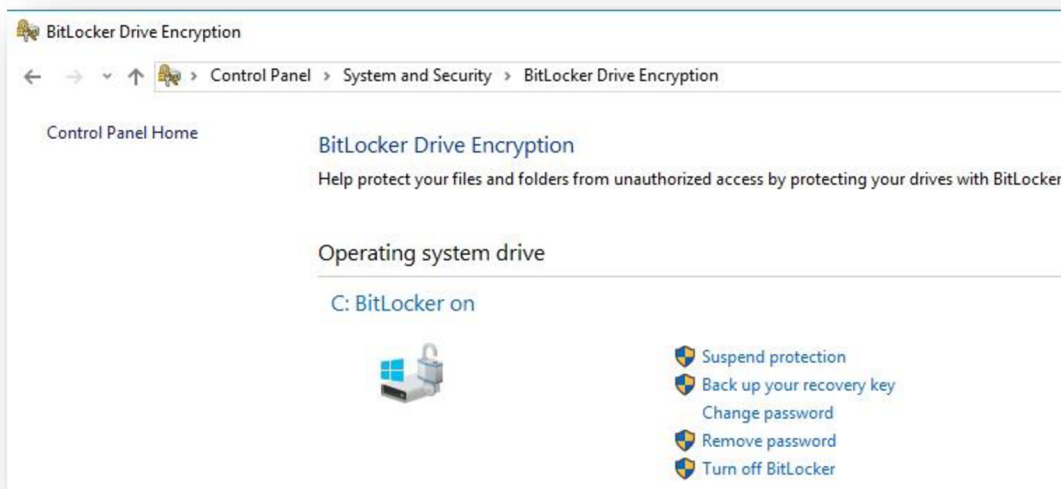 BitLocker Drive Encryption
Control Panel > System and Security > BitLocker Drive Encryption
Control Panel Home
BitLocker Drive Encryption
Help protect your files and folders from unauthorized access by protecting your drives with BitLocker
Operating system drive
C: BitLocker on
Suspend protection
Back up your recovery key
Change password
Remove password
Turn off BitLocker